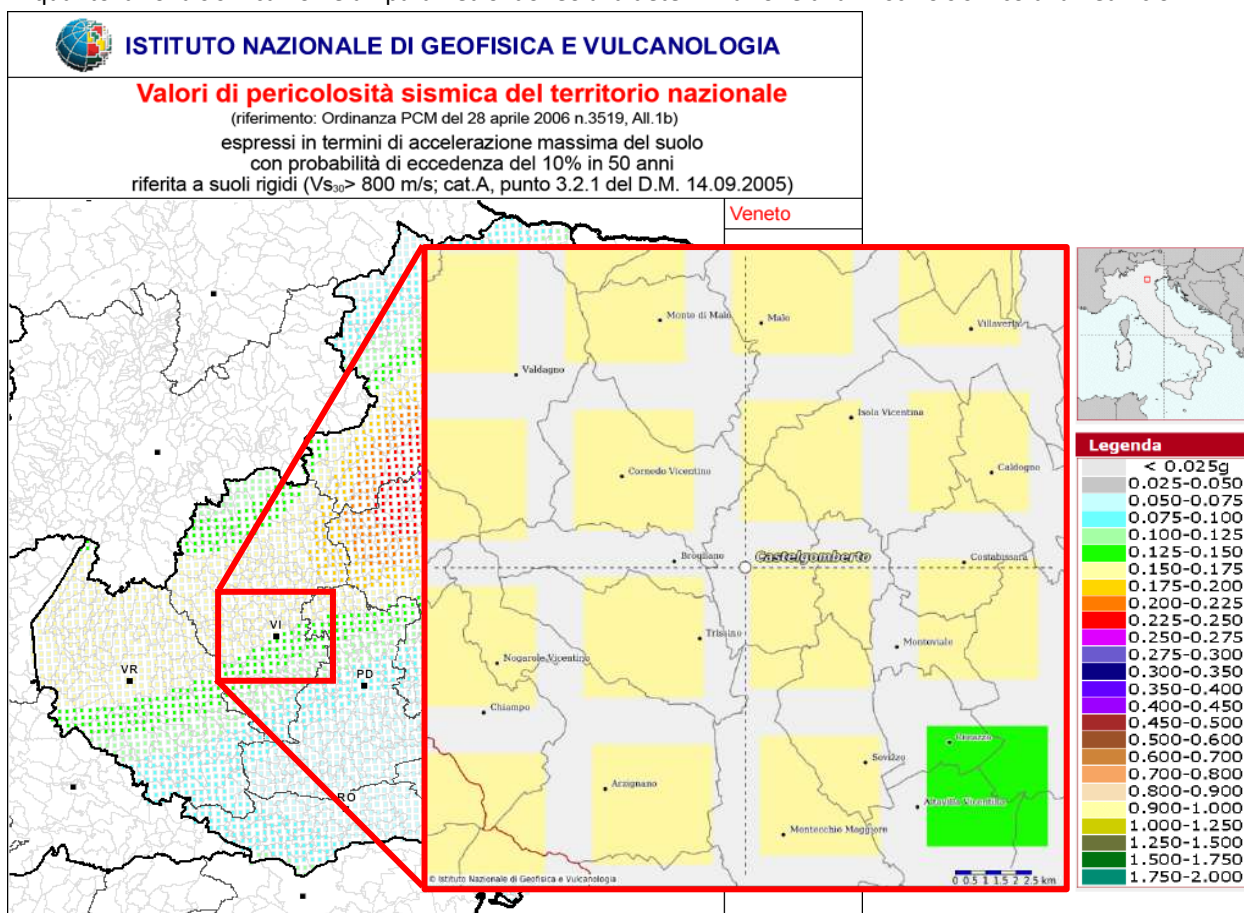 ISTITUTO NAZIONALE DI GEOFISICA E VULCANOLOGIA
Valori di pericolosità sismica del territorio nazionale
(riferimento: Ordinanza PCM del 28 aprile 2006 n.3519, All.1b)
espressi in termini di accelerazione massima del suolo
con probabilità di eccedenza del 10% in 50 anni
riferita a suoli rigidi (Vs30> 800 m/s; cat.A, punto 3.2.1 del D.M. 14.09.2005)
Veneto
VI
VR
PD
RO
Monte di Malo
Malo
Villaverla
Valdagno
Isola Vicentina
Cornedo Vicentino
Caldogno
Brogliano
Castelgomberto
Costabissara
Trissino
Monteviale
Nogarole Vicentino
Chiampo
Creazzo
Sovizzo
Arzignano
Altavilla Vicentina
Montecchio Maggiore
© Istituto Nazionale di Geofisica e Vulcanologia
0 0.5 1 1.5 2 2.5 km
Legenda
< 0.025g
0.025-0.050
0.050-0.075
0.075-0.100
0.100-0.125
0.125-0.150
0.150-0.175
0.175-0.200
0.200-0.225
0.225-0.250
0.250-0.275
0.275-0.300
0.300-0.350
0.350-0.400
0.400-0.450
0.450-0.500
0.500-0.600
0.600-0.700
0.700-0.800
0.800-0.900
0.900-1.000
1.000-1.250
1.250-1.500
1.500-1.750
1.750-2.000